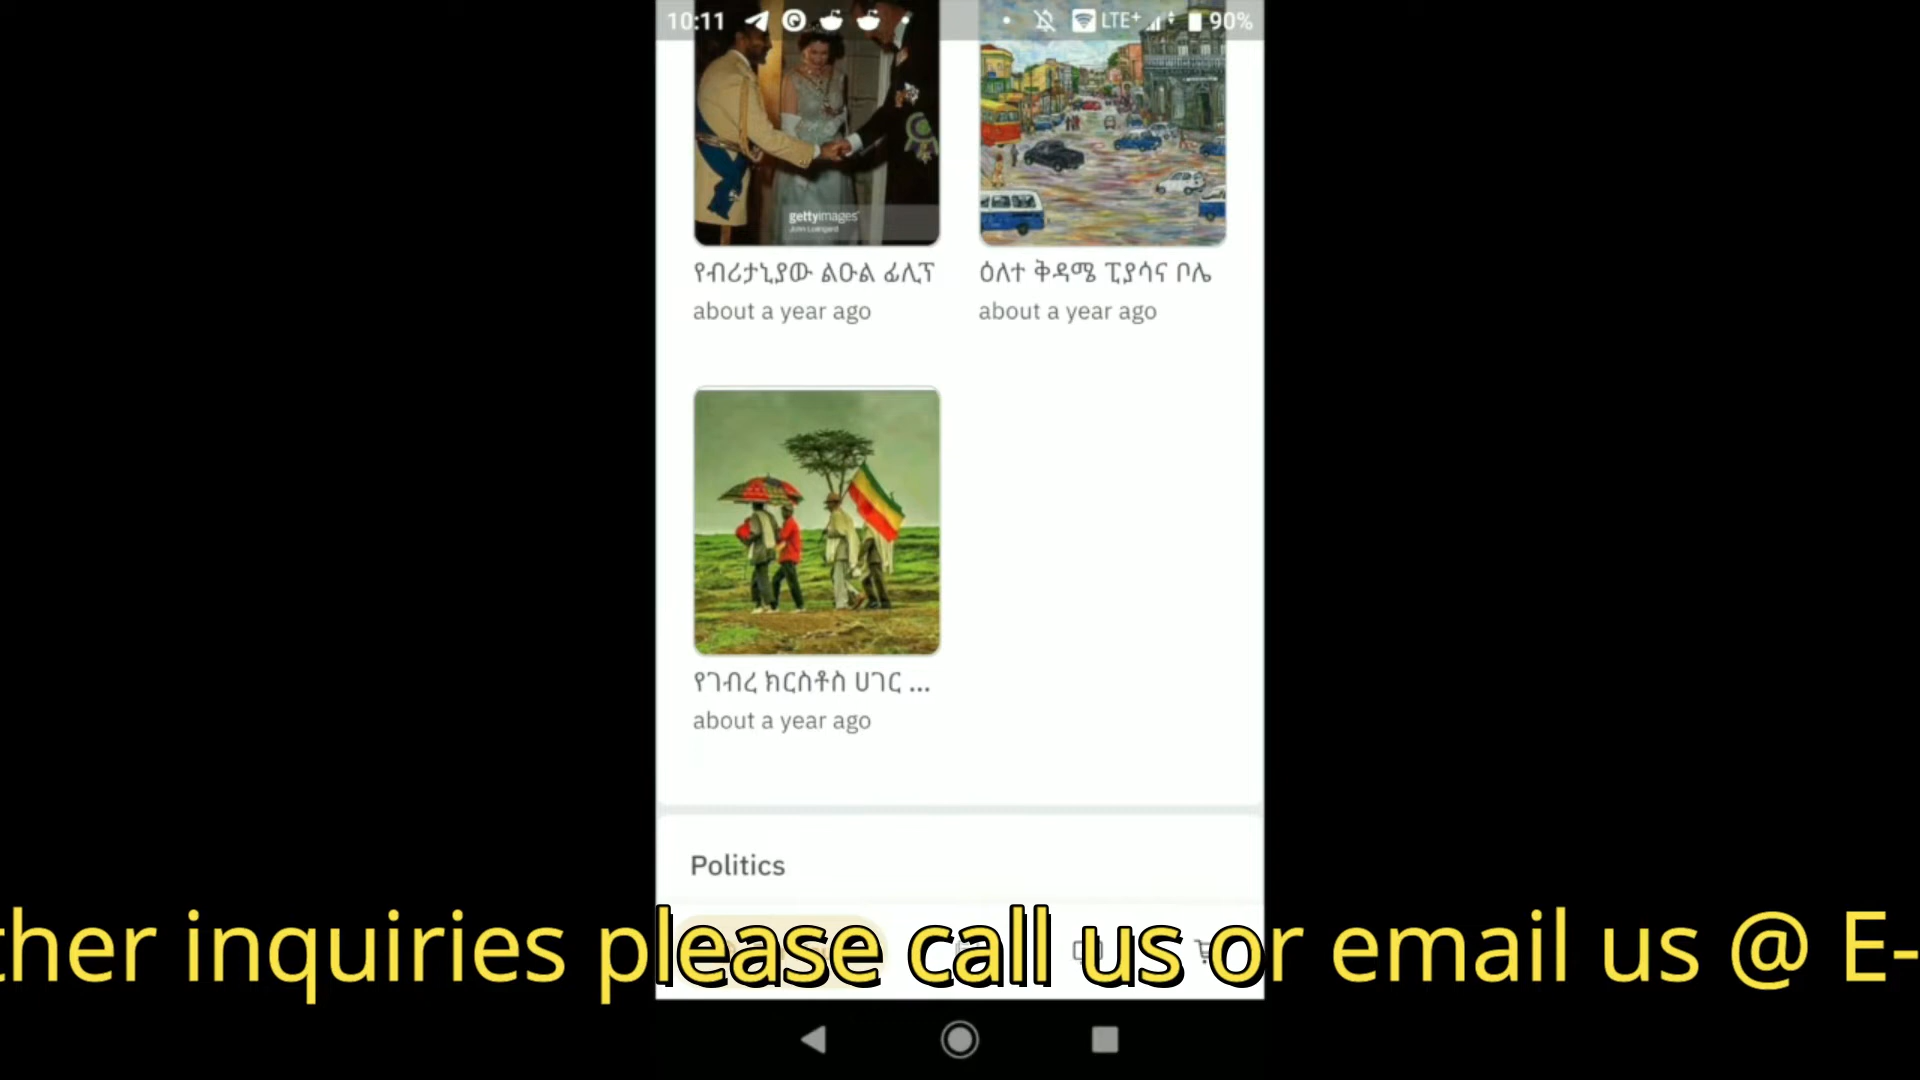 10:11 LTE+ 90%
gettyimages
የብሪታኒያው ልዑል ፊሊፕ
about a year ago
ዕለተ ቅዳሜ ፒያሳና ቦሌ
about a year ago
የገብረ ክርስቶስ ሀገር ...
about a year ago
Politics
ther inquiries please call us or email us @ E-